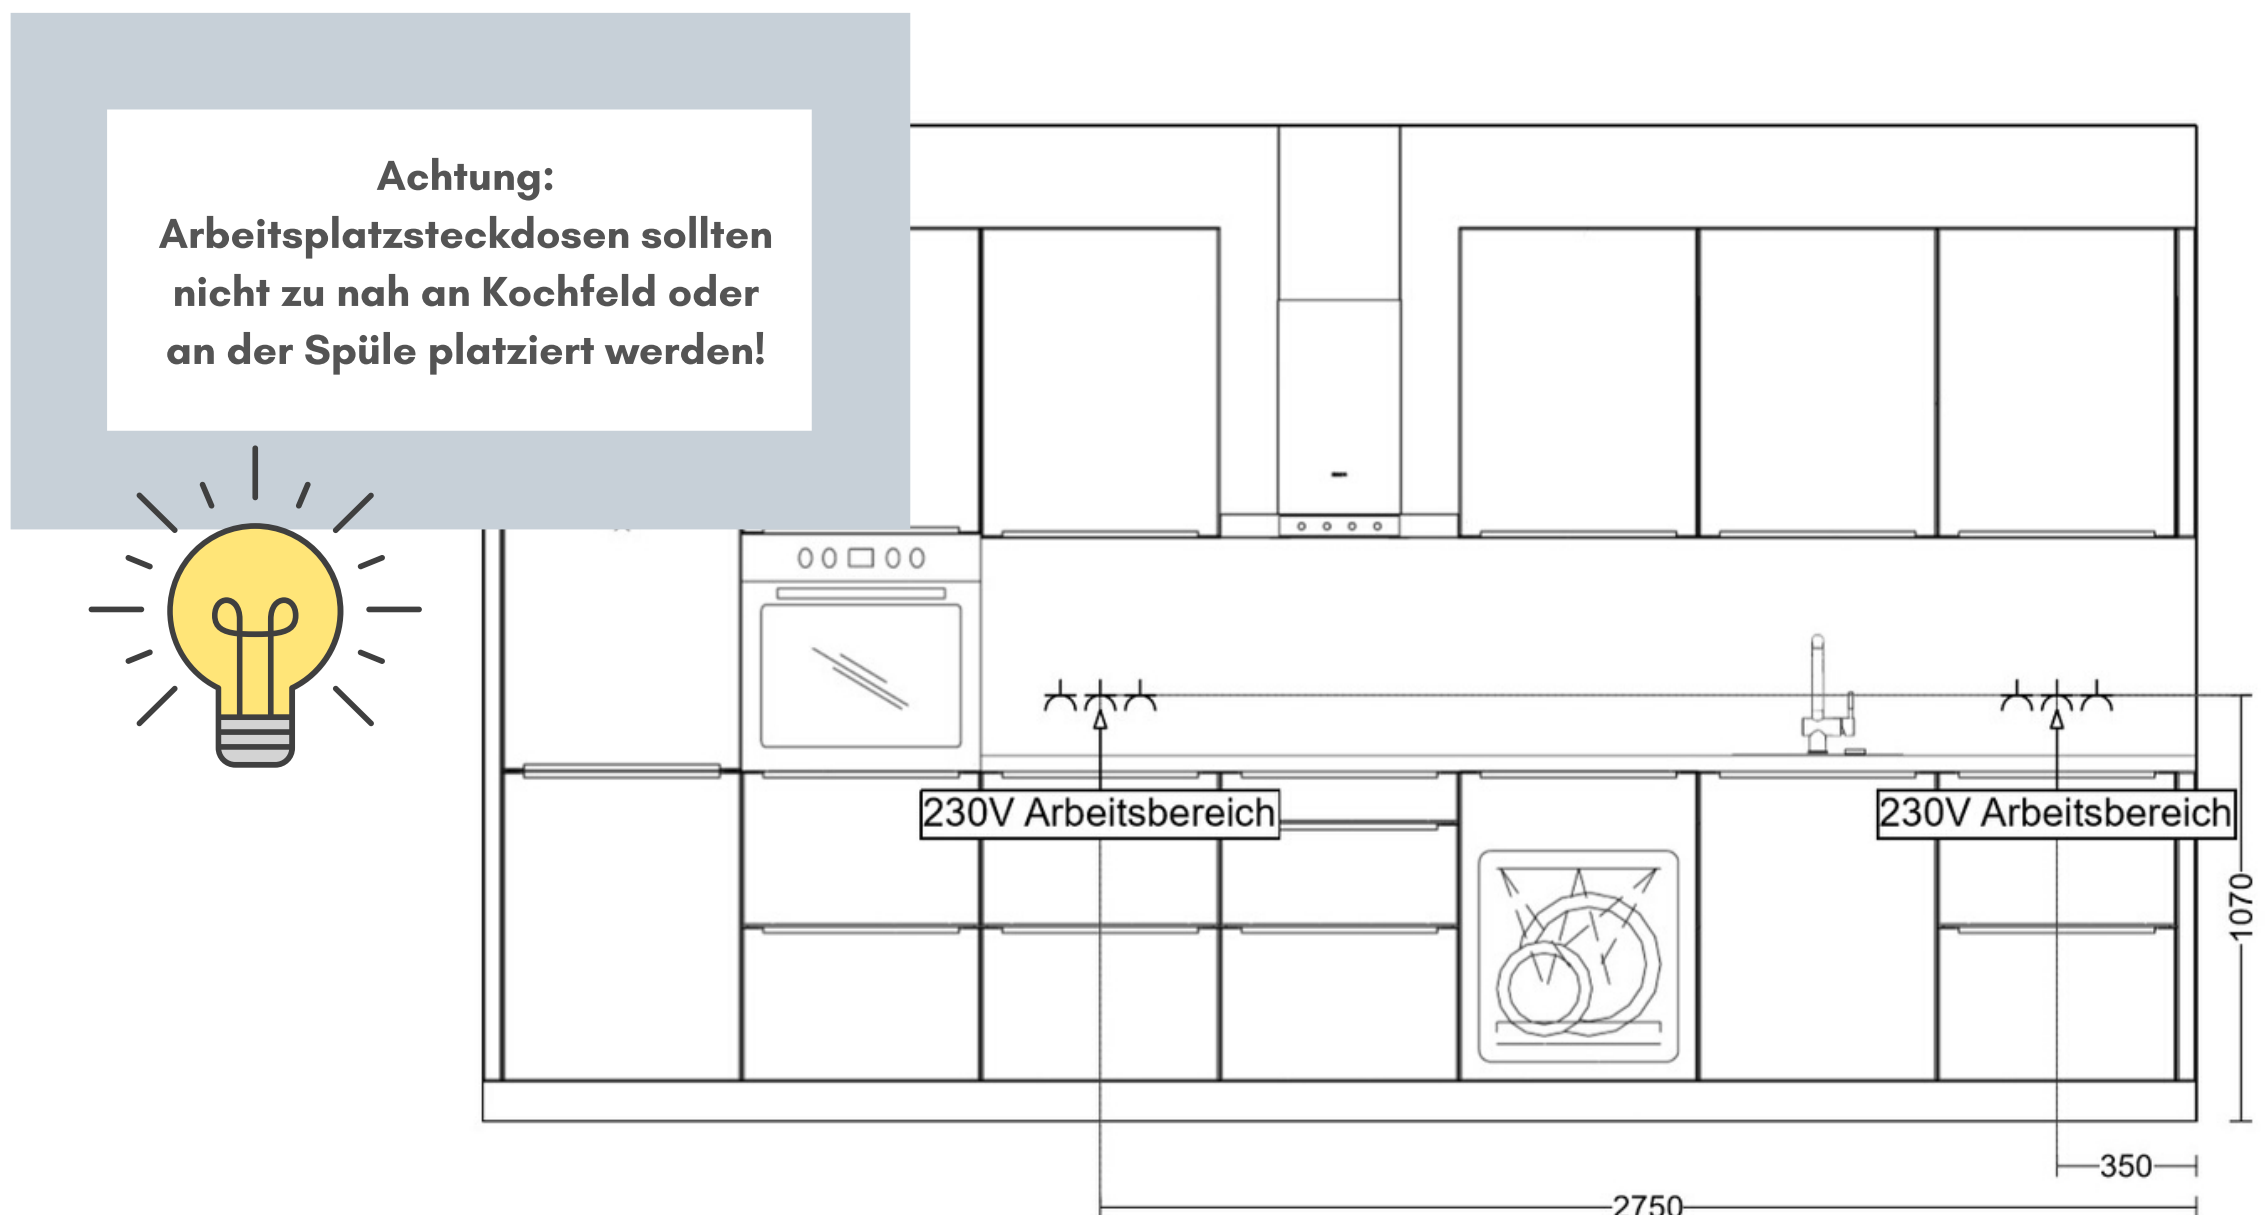 Achtung:
Arbeitsplatzsteckdosen sollten
nicht zu nah an Kochfeld oder
an der Spüle platziert werden!
230V Arbeitsbereich
230V Arbeitsbereich
1070
350
2750